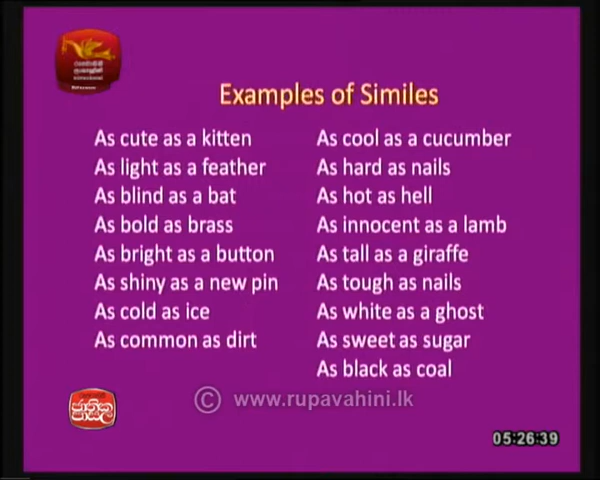 Examples of Similes
As cute as a kitten
As light as a feather
As blind as a bat
As bold as brass
As bright as a button
As shiny as a new pin
As cold as ice
As common as dirt
As cool as a cucumber
As hard as nails
As hot as hell
As innocent as a lamb
As tall as a giraffe
As tough as nails
As white as a ghost
As sweet as sugar
As black as coal
ජාතික
පාසල
© www.rupavahini.lk
05:26:39